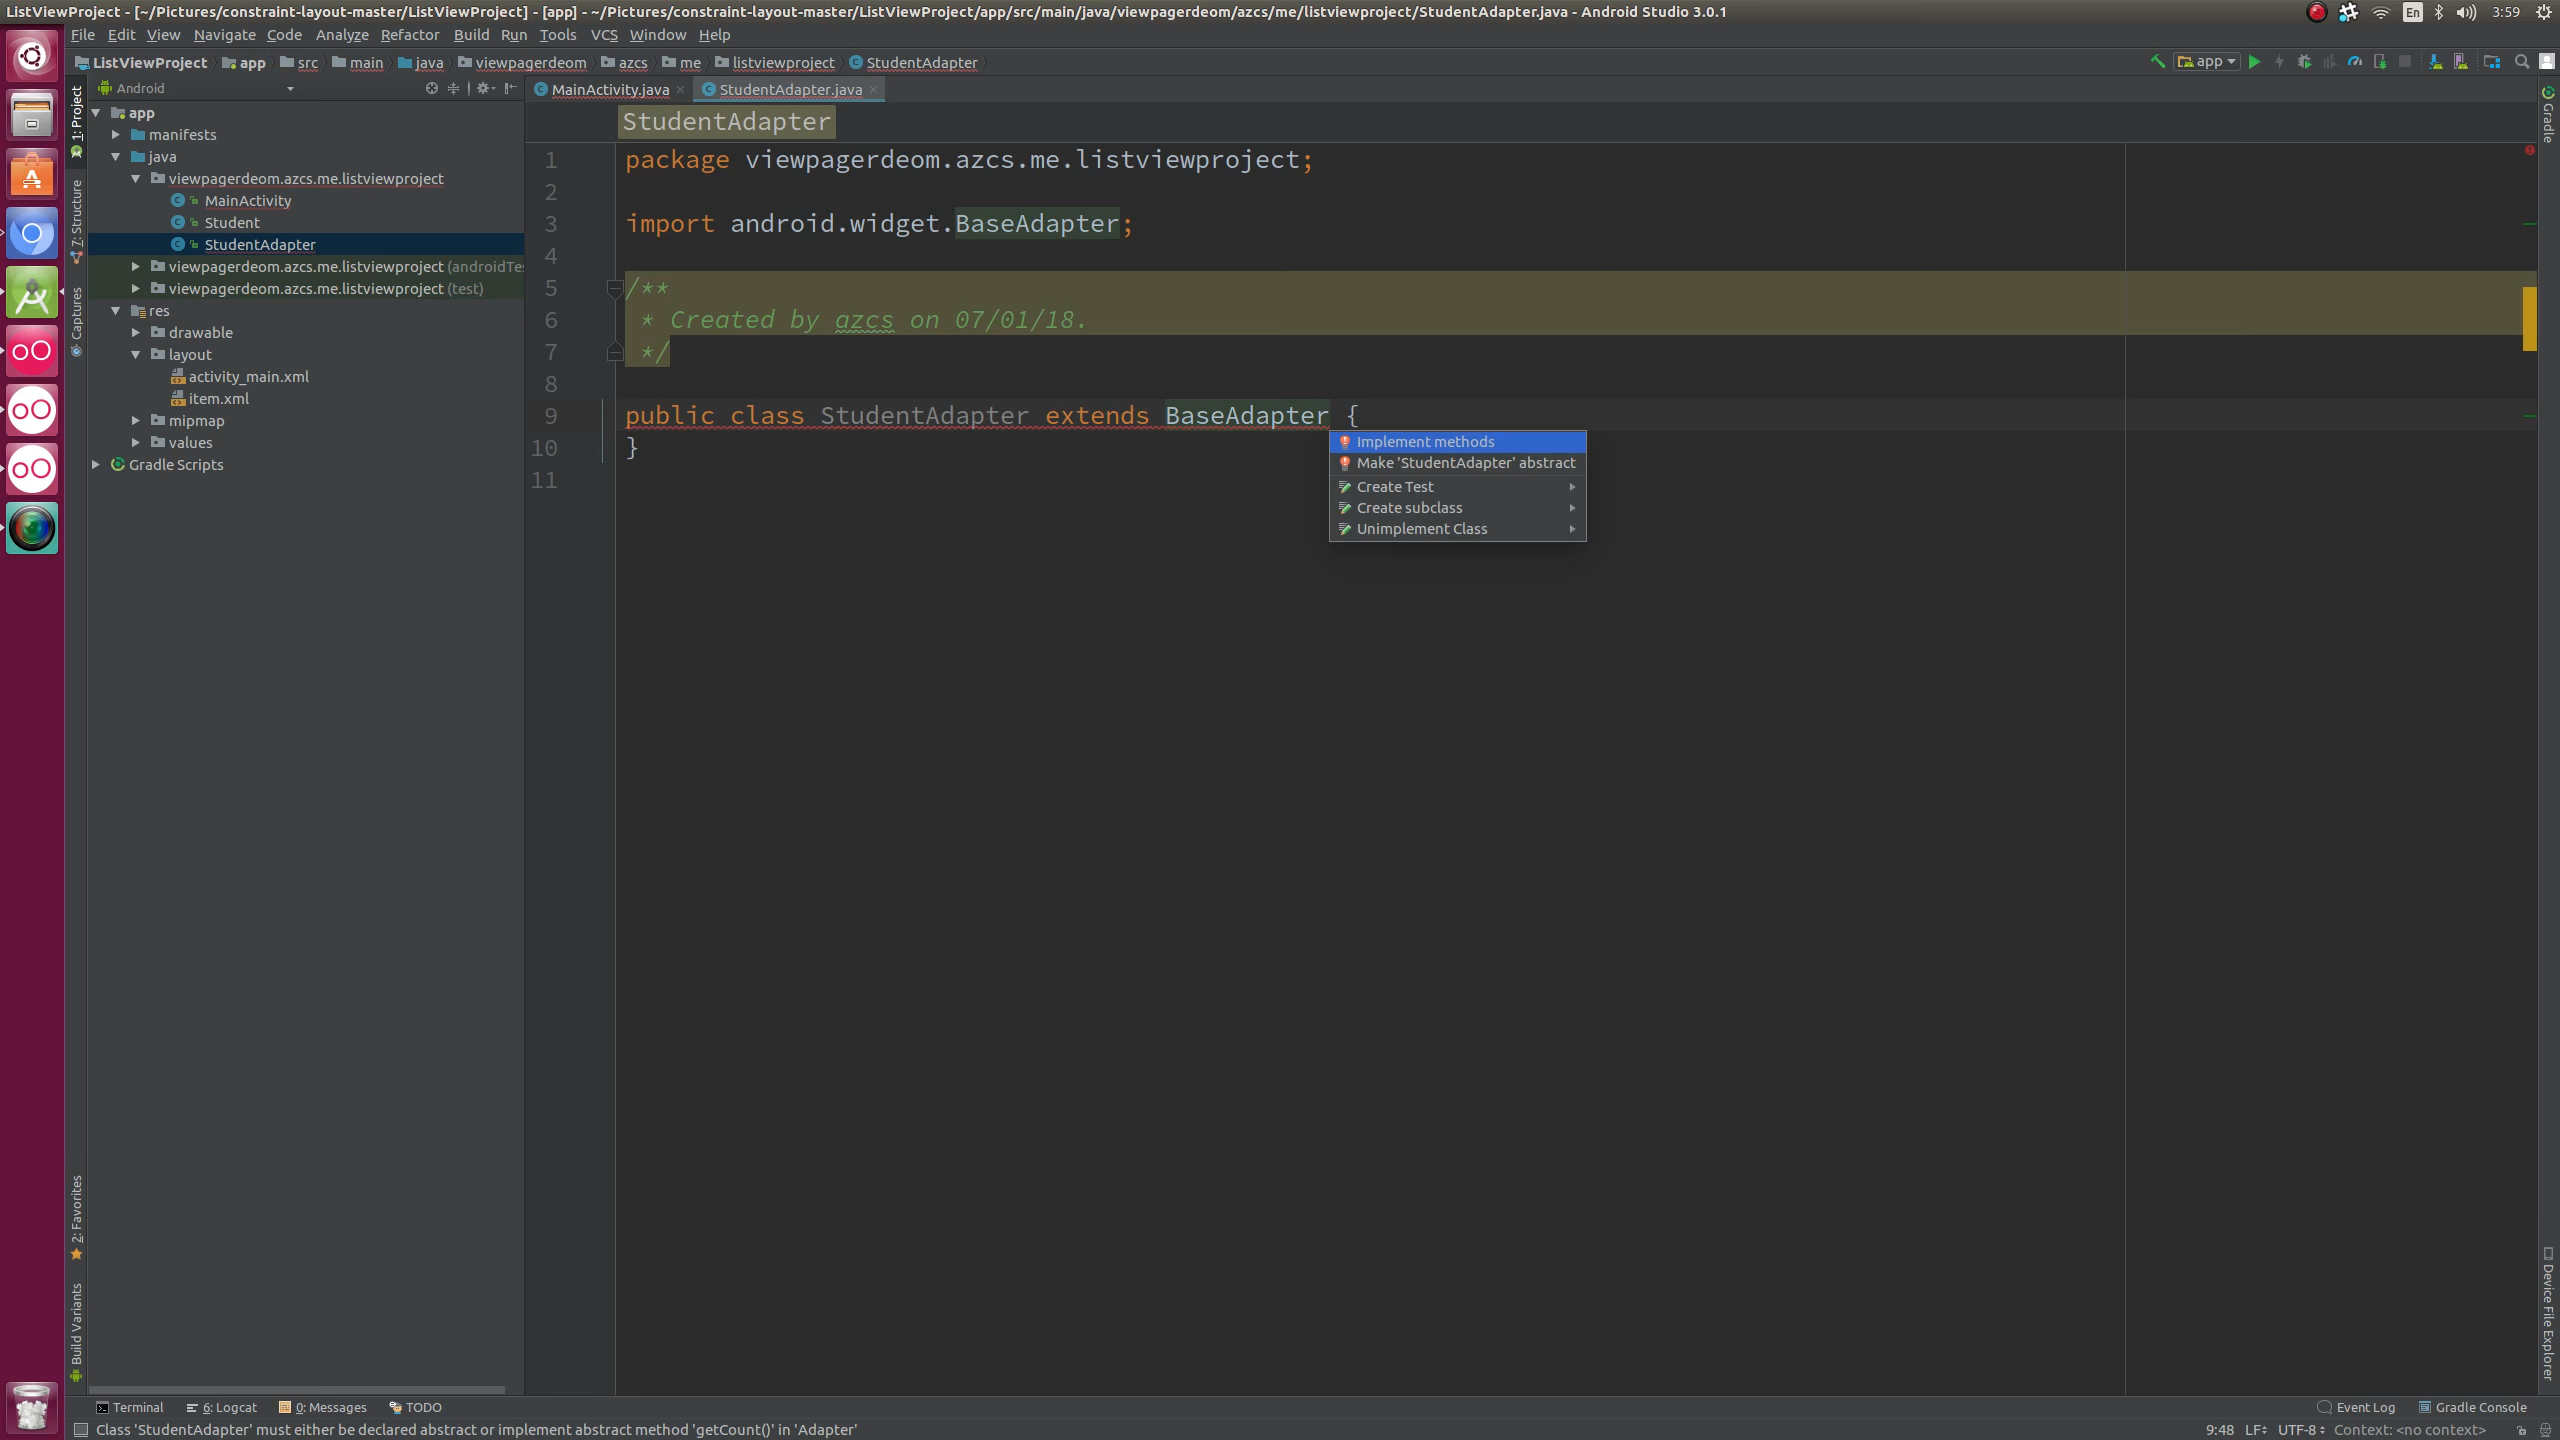 ListViewProject - [~/Pictures/constraint-layout-master/ListViewProject] - [app] - ~/Pictures/constraint-layout-master/ListViewProject/app/src/main/java/viewpagerdeom/azcs/me/listviewproject/StudentAdapter.java - Android Studio 3.0.1
En
3:59
File Edit View Navigate Code Analyze Refactor Build Run Tools VCS Window Help
ListViewProject app src main java viewpagerdeom azcs me listviewproject StudentAdapter
app
Android
MainActivity.java
StudentAdapter.java
1: Project
7: Structure
Captures
2: Favorites
Build Variants
app
manifests
java
viewpagerdeom.azcs.me.listviewproject
MainActivity
Student
StudentAdapter
viewpagerdeom.azcs.me.listviewproject (androidTe
viewpagerdeom.azcs.me.listviewproject (test)
res
drawable
layout
activity_main.xml
item.xml
mipmap
values
Gradle Scripts
StudentAdapter
1 package viewpagerdeom.azcs.me.listviewproject;
2
3 import android.widget.BaseAdapter;
4
5 /**
6 * Created by azcs on 07/01/18.
7 */
8
9 public class StudentAdapter extends BaseAdapter {
10 }
11
Implement methods
Make 'StudentAdapter' abstract
Create Test
Create subclass
Unimplement Class
Gradle
Device File Explorer
Terminal 6: Logcat 0: Messages TODO
Event Log Gradle Console
Class 'StudentAdapter' must either be declared abstract or implement abstract method 'getCount()' in 'Adapter'
9:48 LF UTF-8 Context: <no context>